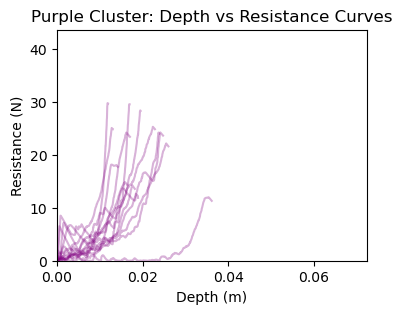 Purple Cluster: Depth vs Resistance Curves
40
30
20
10
0
Resistance (N)
0.00 0.02 0.04 0.06
Depth (m)